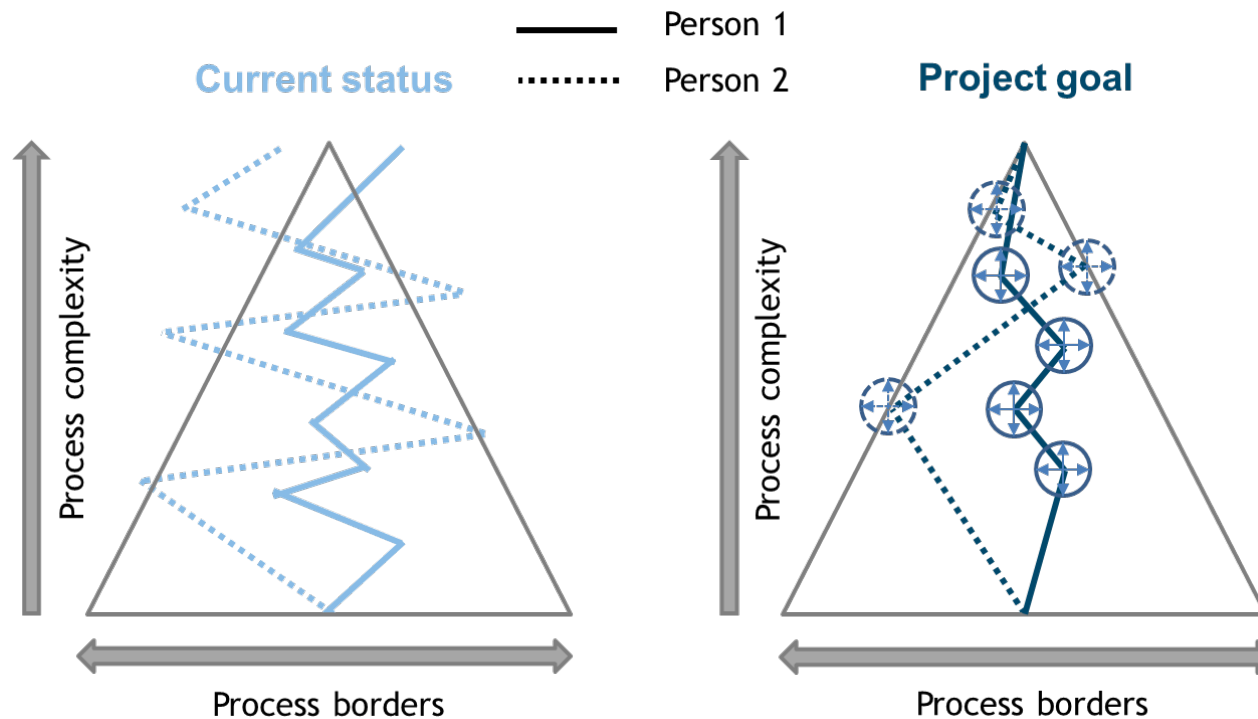 Person 1
Current status
Person 2
Project goal
Process complexity
Process complexity
Process borders
Process borders